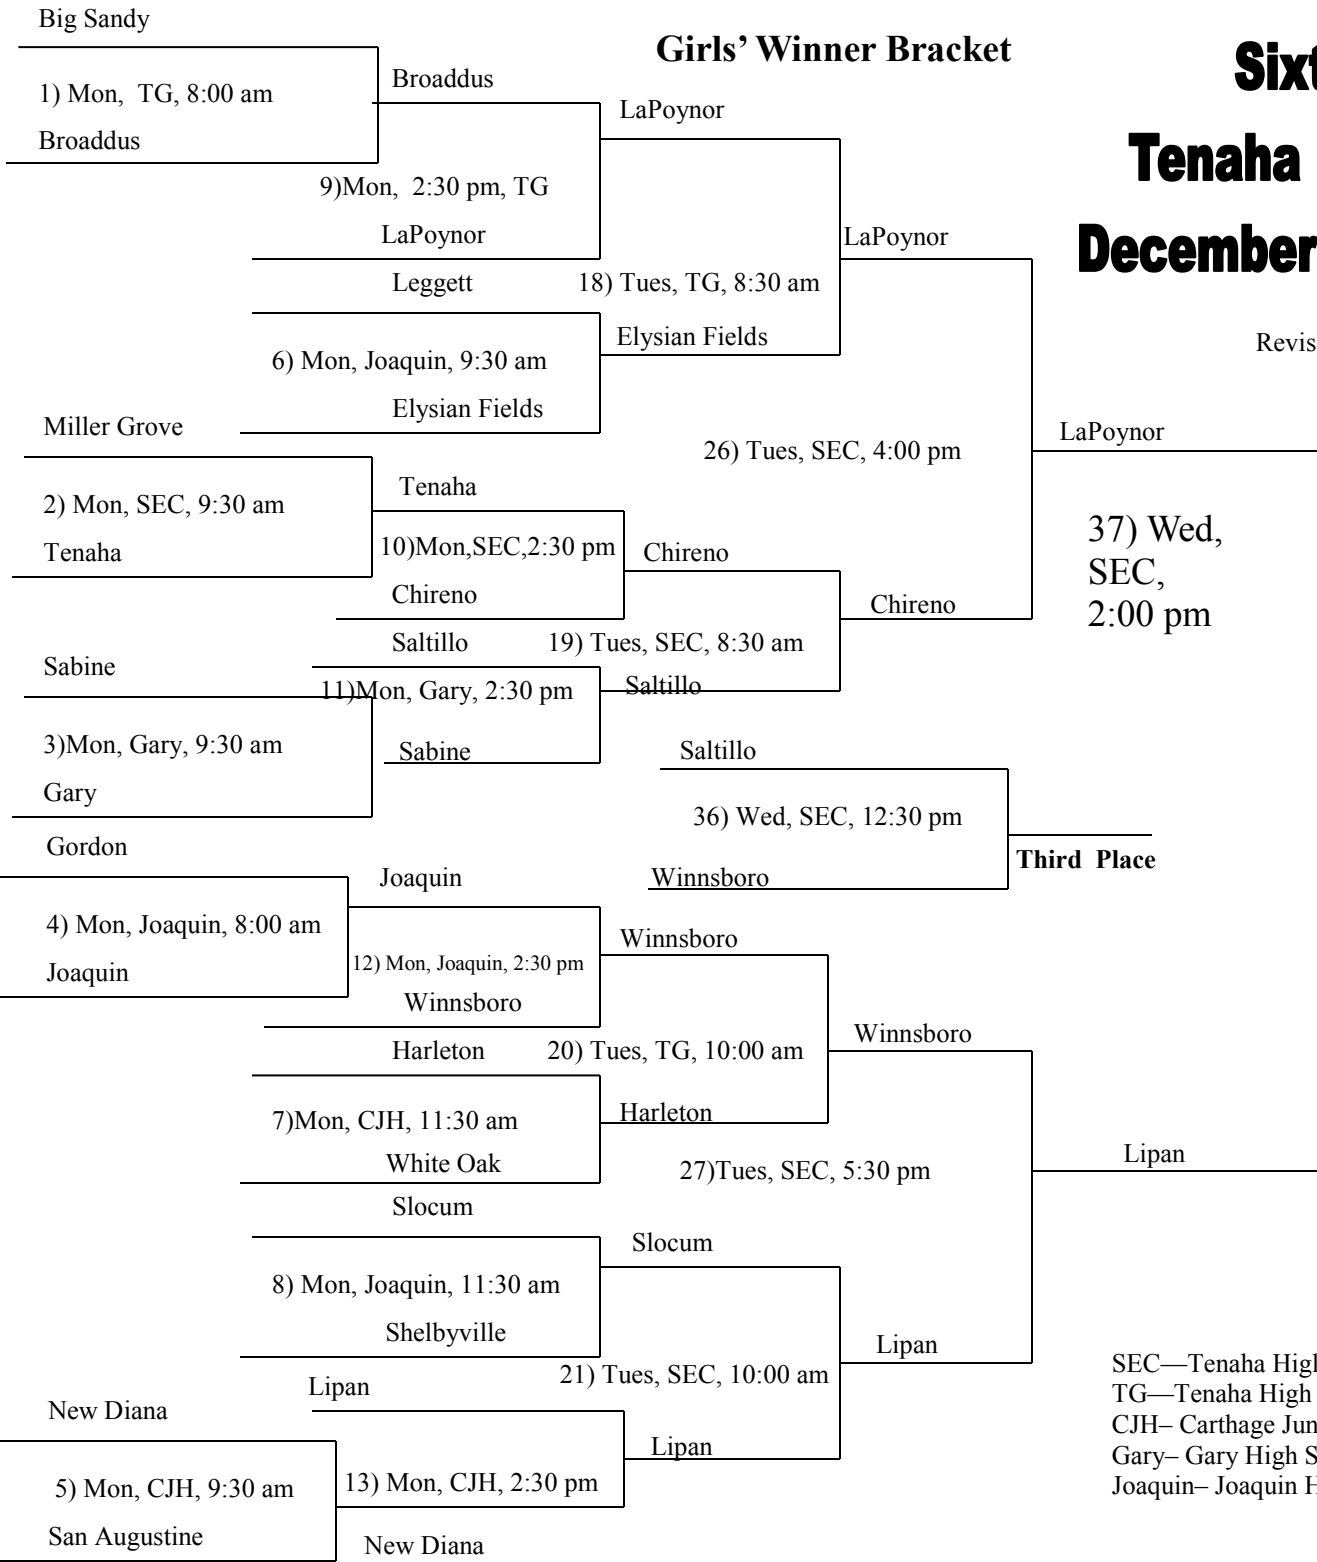 Big Sandy
Girls' Winner Bracket
Sixt
1) Mon, TG, 8:00 am
Broaddus
LaPoynor
Broaddus
Tenaha
9)Mon, 2:30 pm, TG
LaPoynor
LaPoynor
December
Leggett
18) Tues, TG, 8:30 am
Elysian Fields
Revis
6) Mon, Joaquin, 9:30 am
Elysian Fields
Miller Grove
LaPoynor
26) Tues, SEC, 4:00 pm
Tenaha
2) Mon, SEC, 9:30 am
37) Wed,
SEC,
2:00 pm
Tenaha
10)Mon,SEC,2:30 pm
Chireno
Chireno
Chireno
Saltillo
19) Tues, SEC, 8:30 am
Sabine
11)Mon, Gary, 2:30 pm
Saltillo
3)Mon, Gary, 9:30 am
Sabine
Saltillo
Gary
36) Wed, SEC, 12:30 pm
Gordon
Third Place
Joaquin
Winnsboro
4) Mon, Joaquin, 8:00 am
Winnsboro
Joaquin
12) Mon, Joaquin, 2:30 pm
Winnsboro
Winnsboro
Harleton
20) Tues, TG, 10:00 am
7)Mon, CJH, 11:30 am
Harleton
White Oak
27)Tues, SEC, 5:30 pm
Lipan
Slocum
Slocum
8) Mon, Joaquin, 11:30 am
Shelbyville
Lipan
21) Tues, SEC, 10:00 am
Lipan
New Diana
Lipan
5) Mon, CJH, 9:30 am
13) Mon, CJH, 2:30 pm
San Augustine
New Diana
SEC—Tenaha High
TG—Tenaha High
CJH– Carthage Jun
Gary– Gary High S
Joaquin– Joaquin H